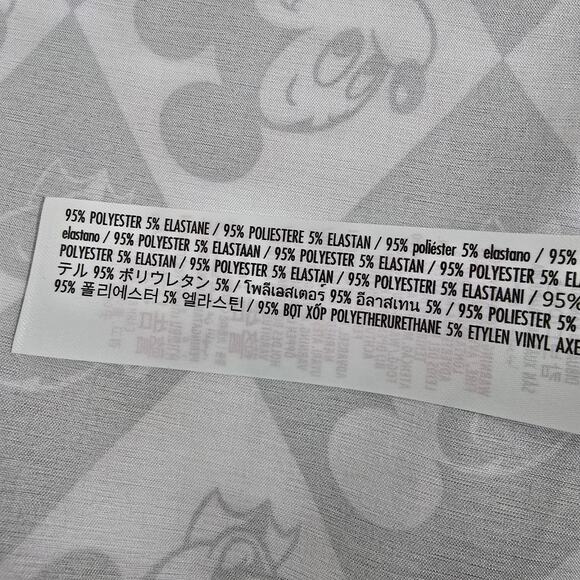 95% POLYESTER 5% ELASTANE / 95% POLIESTERE 5% ELASTAN / 95% poliéster 5% elastano / 95%
elastano / 95% POLYESTER 5% ELASTAAN / 95% POLYESTER 5% ELASTAN / 95% POLYESTER 5%
POLYESTER 5% ELASTAN / 95% POLYESTER 5% ELASTAN / 95% POLYESTERI 5% ELASTAANI / 95%
テル 95% ポリウレタン 5% / โพลีเอสเตอร์ 95% อีลาสเทน 5% / 95% POLIESTER 5%
95% 폴리에스터 5% 엘라스틴 / 95% BỌT XỐP POLYETHERURETHANE 5% ETYLEN VINYL AXE